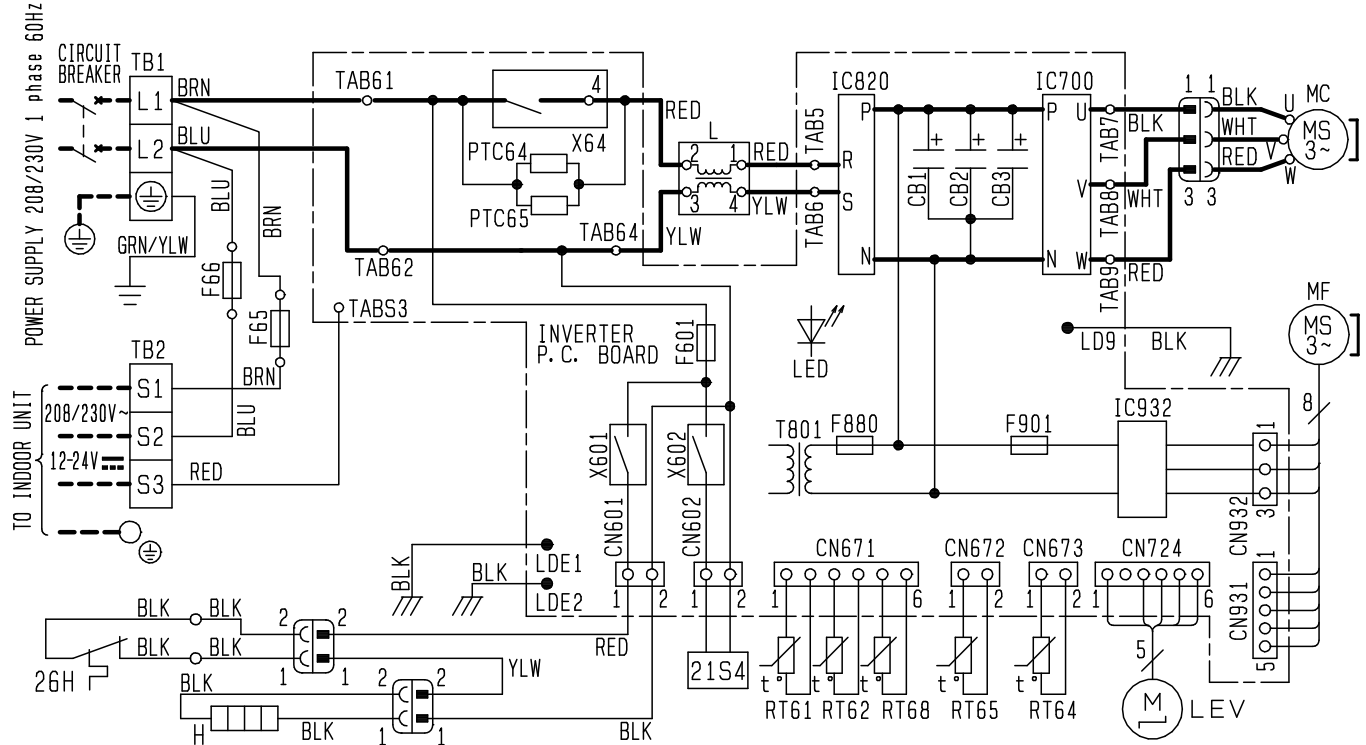 POWER SUPPLY 208/230V 1 phase 60Hz
CIRCUIT
BREAKER
TB1
L1
L2
BRN
BLU
GRN/YLW
BLU
BRN
F66
F65
TAB61
4
X64
PTC64
PTC65
TAB62
TAB64
TABS3
RED
YLW
L
2 1
3 4
RED
YLW
TAB5
TAB6
IC820
P
R
S
N
+ + +
CB1
CB2
CB3
IC700
P U
V
N W
TAB7
TAB8
TAB9
BLK
WHT
RED
1 1
3 3
BLK
WHT
RED
U
V
W
MC
MS
3~
TB2
S1
S2
S3
BRN
BLU
RED
TO INDOOR UNIT
208/230V~
12-24V
INVERTER
P.C. BOARD
F601
LED
LD9 BLK
MF
MS
3~
8
X601
X602
CN601
CN602
T801
F880
F901
IC932
1
3
CN932
1
5
CN931
BLK
LDE1
BLK
LDE2
1 2
1 2
21S4
CN671
1 6
CN672
1 2
CN673
1 2
CN724
1 6
t° t° t° t° t°
RT61 RT62 RT68 RT65 RT64
5
M
LEV
26H
BLK BLK
BLK BLK
2 2
1 1
RED
YLW
BLK
H
BLK
2 2
1 1
BLK